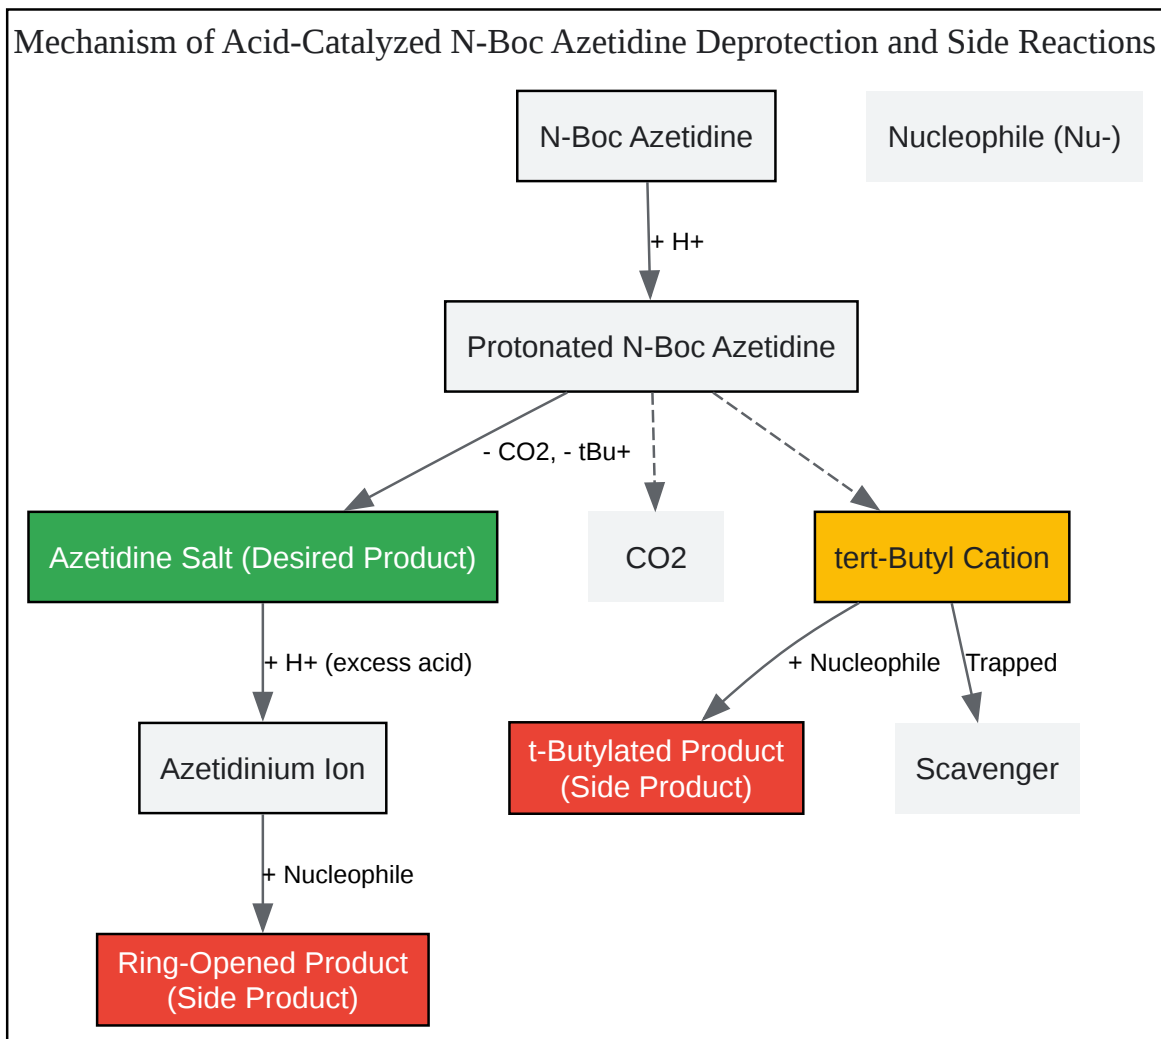 Mechanism of Acid-Catalyzed N-Boc Azetidine Deprotection and Side Reactions
N-Boc Azetidine
Nucleophile (Nu-)
+ H+
Protonated N-Boc Azetidine
- CO2, - tBu+
Azetidine Salt (Desired Product)
CO2
tert-Butyl Cation
+ H+ (excess acid)
+ Nucleophile
Trapped
Azetidinium Ion
t-Butylated Product
(Side Product)
Scavenger
+ Nucleophile
Ring-Opened Product
(Side Product)